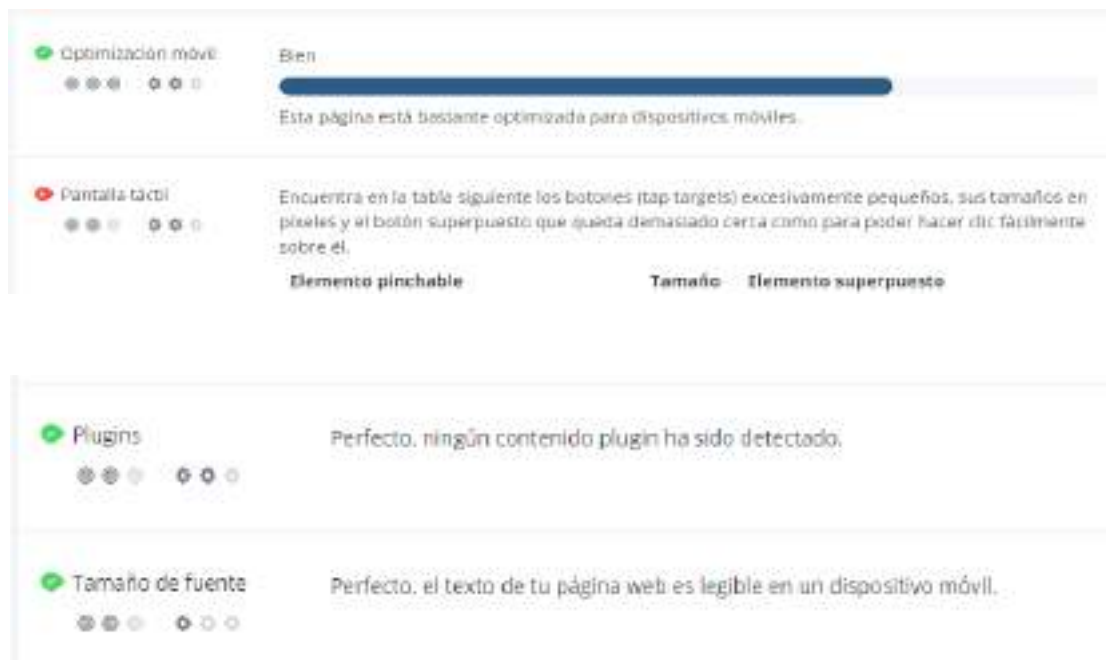 Optimización móvil
Bien
Esta página está bastante optimizada para dispositivos móviles.
Pantalla táctil
Encuentra en la tabla siguiente los botones (tap targets) excesivamente pequeños, sus tamaños en
píxeles y el botón superpuesto que queda demasiado cerca como para poder hacer clic fácilmente
sobre él.
Elemento pinchable Tamaño Elemento superpuesto
Plugins
Perfecto, ningún contenido plugin ha sido detectado.
Tamaño de fuente
Perfecto, el texto de tu página web es legible en un dispositivo móvil.